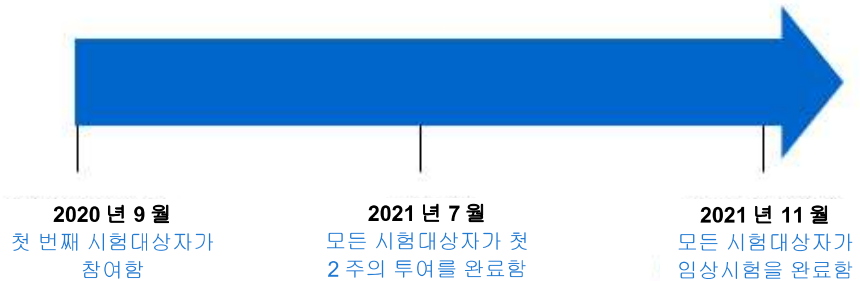 2020 년 9 월
첫 번째 시험대상자가
참여함
2021 년 7 월
모든 시험대상자가 첫
2 주의 투여를 완료함
2021 년 11 월
모든 시험대상자가
임상시험을 완료함